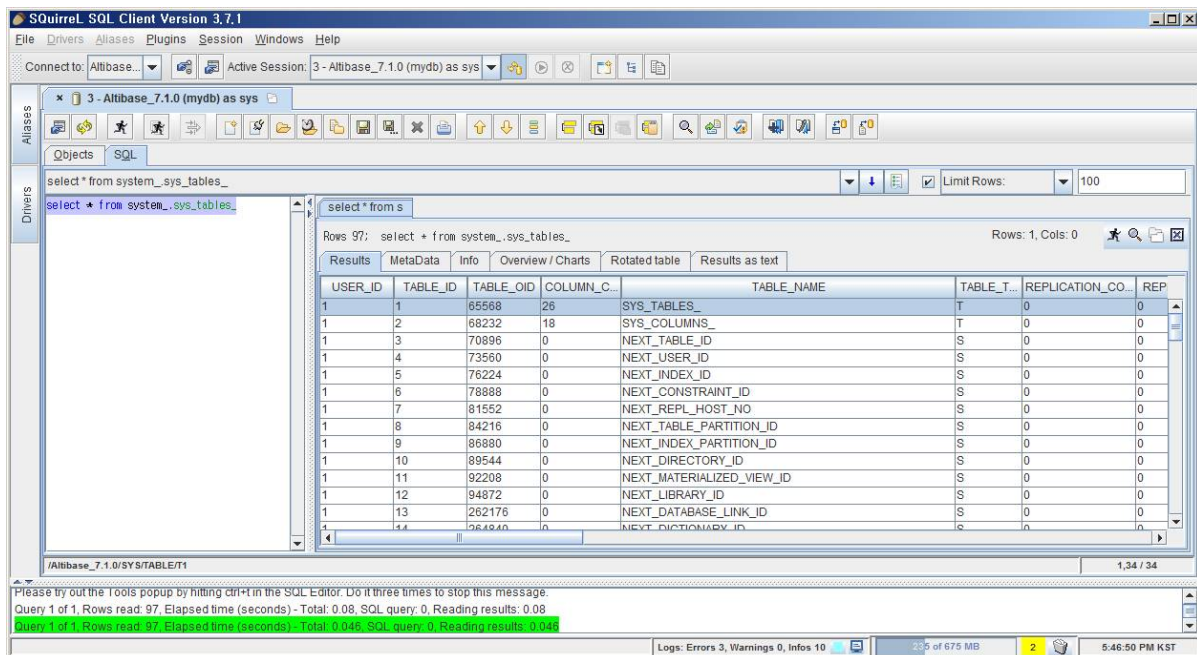 SQuirreL SQL Client Version 3.7.1
File Drivers Aliases Plugins Session Windows Help
Connect to: Altibase... Active Session: 3 - Altibase_7.1.0 (mydb) as sys
Aliases
Drivers
3 - Altibase_7.1.0 (mydb) as sys
Objects SQL
select * from system_.sys_tables_ Limit Rows: 100
select * from system_.sys_tables_
select * from s
Rows 97; select * from system_.sys_tables_ Rows: 1, Cols: 0
Results MetaData Info Overview / Charts Rotated table Results as text
USER_ID TABLE_ID TABLE_OID COLUMN_C... TABLE_NAME TABLE_T... REPLICATION_CO... REP
1 1 65568 26 SYS_TABLES_ T 0 0
1 2 68232 18 SYS_COLUMNS_ T 0 0
1 3 70896 0 NEXT_TABLE_ID S 0 0
1 4 73560 0 NEXT_USER_ID S 0 0
1 5 76224 0 NEXT_INDEX_ID S 0 0
1 6 78888 0 NEXT_CONSTRAINT_ID S 0 0
1 7 81552 0 NEXT_REPL_HOST_NO S 0 0
1 8 84216 0 NEXT_TABLE_PARTITION_ID S 0 0
1 9 86880 0 NEXT_INDEX_PARTITION_ID S 0 0
1 10 89544 0 NEXT_DIRECTORY_ID S 0 0
1 11 92208 0 NEXT_MATERIALIZED_VIEW_ID S 0 0
1 12 94872 0 NEXT_LIBRARY_ID S 0 0
1 13 262176 0 NEXT_DATABASE_LINK_ID S 0 0
1 14 264840 0 NEXT_DICTIONARY_ID S 0 0
/Altibase_7.1.0/SYS/TABLE/T1 1,34 / 34
Please try out the Tools popup by hitting ctrl+t in the SQL Editor. Do it three times to stop this message.
Query 1 of 1, Rows read: 97, Elapsed time (seconds) - Total: 0.08, SQL query: 0, Reading results: 0.08
Query 1 of 1, Rows read: 97, Elapsed time (seconds) - Total: 0.046, SQL query: 0, Reading results: 0.046
Logs: Errors 3, Warnings 0, Infos 10 235 of 675 MB 2 5:46:50 PM KST